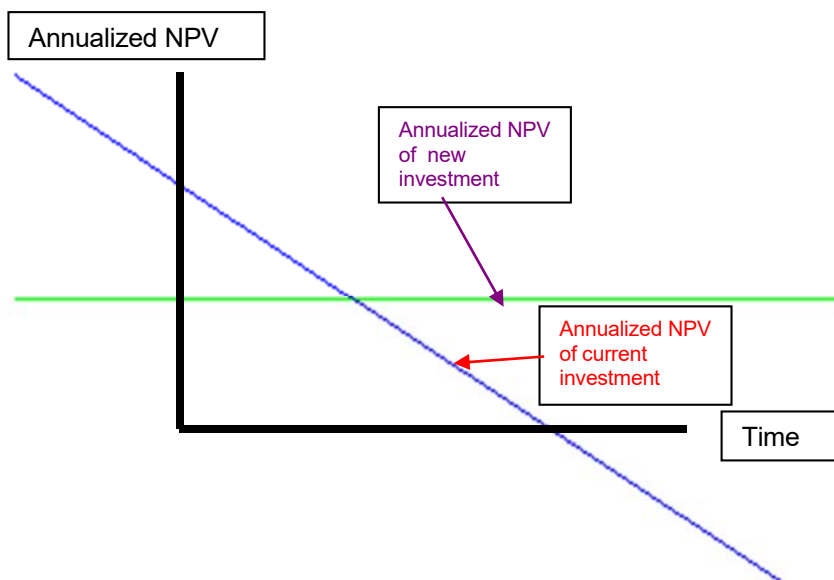 Annualized NPV
Annualized NPV
of new
investment
Annualized NPV
of current
investment
Time